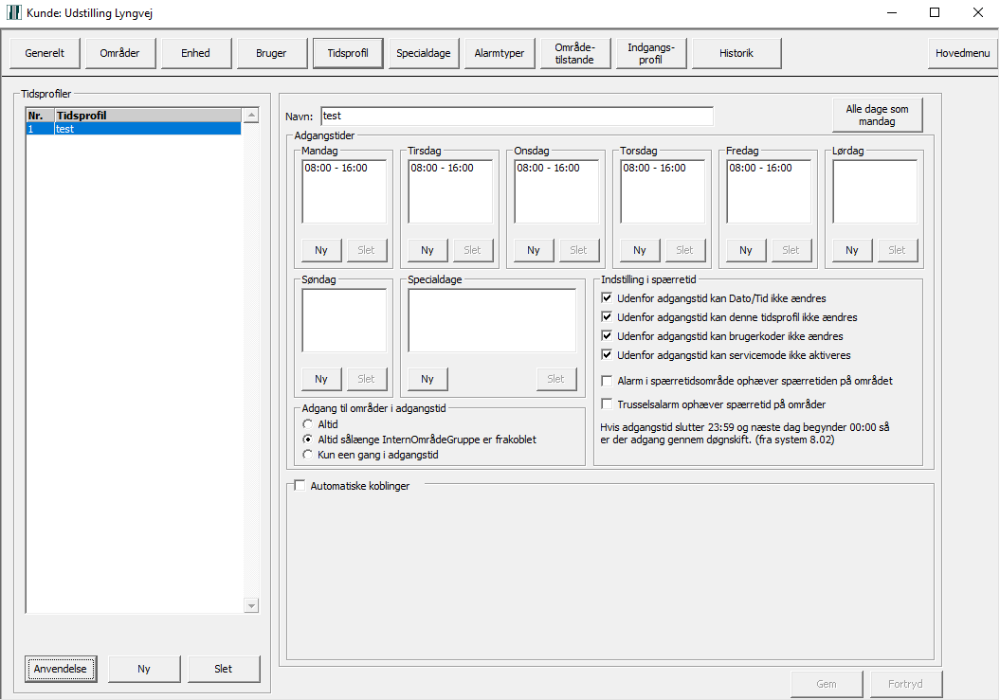 Kunde: Udstilling Lyngvej
Generelt
Områder
Enhed
Bruger
Tidsprofil
Specialdage
Alarmtyper
Område-
tilstande
Indgangs-
profil
Historik
Hovedmenu
Tidsprofiler
Nr. Tidsprofil
1 test
Anvendelse
Ny
Slet
Navn: test
Alle dage som
mandag
Adgangstider
Mandag
08:00 - 16:00
Ny Slet
Tirsdag
08:00 - 16:00
Ny Slet
Onsdag
08:00 - 16:00
Ny Slet
Torsdag
08:00 - 16:00
Ny Slet
Fredag
08:00 - 16:00
Ny Slet
Lørdag
Ny Slet
Søndag
Ny Slet
Specialdage
Ny Slet
Indstilling i spærretid
Udenfor adgangstid kan Dato/Tid ikke ændres
Udenfor adgangstid kan denne tidsprofil ikke ændres
Udenfor adgangstid kan brugerkoder ikke ændres
Udenfor adgangstid kan servicemode ikke aktiveres
Alarm i spærretidsområde ophæver spærretiden på området
Trusselsalarm ophæver spærretid på områder
Hvis adgangstid slutter 23:59 og næste dag begynder 00:00 så
er der adgang gennem døgnskift. (fra system 8.02)
Adgang til områder i adgangstid
Altid
Altid sålænge InternOmrådeGruppe er frakoblet
Kun een gang i adgangstid
Automatiske koblinger
Gem
Fortryd